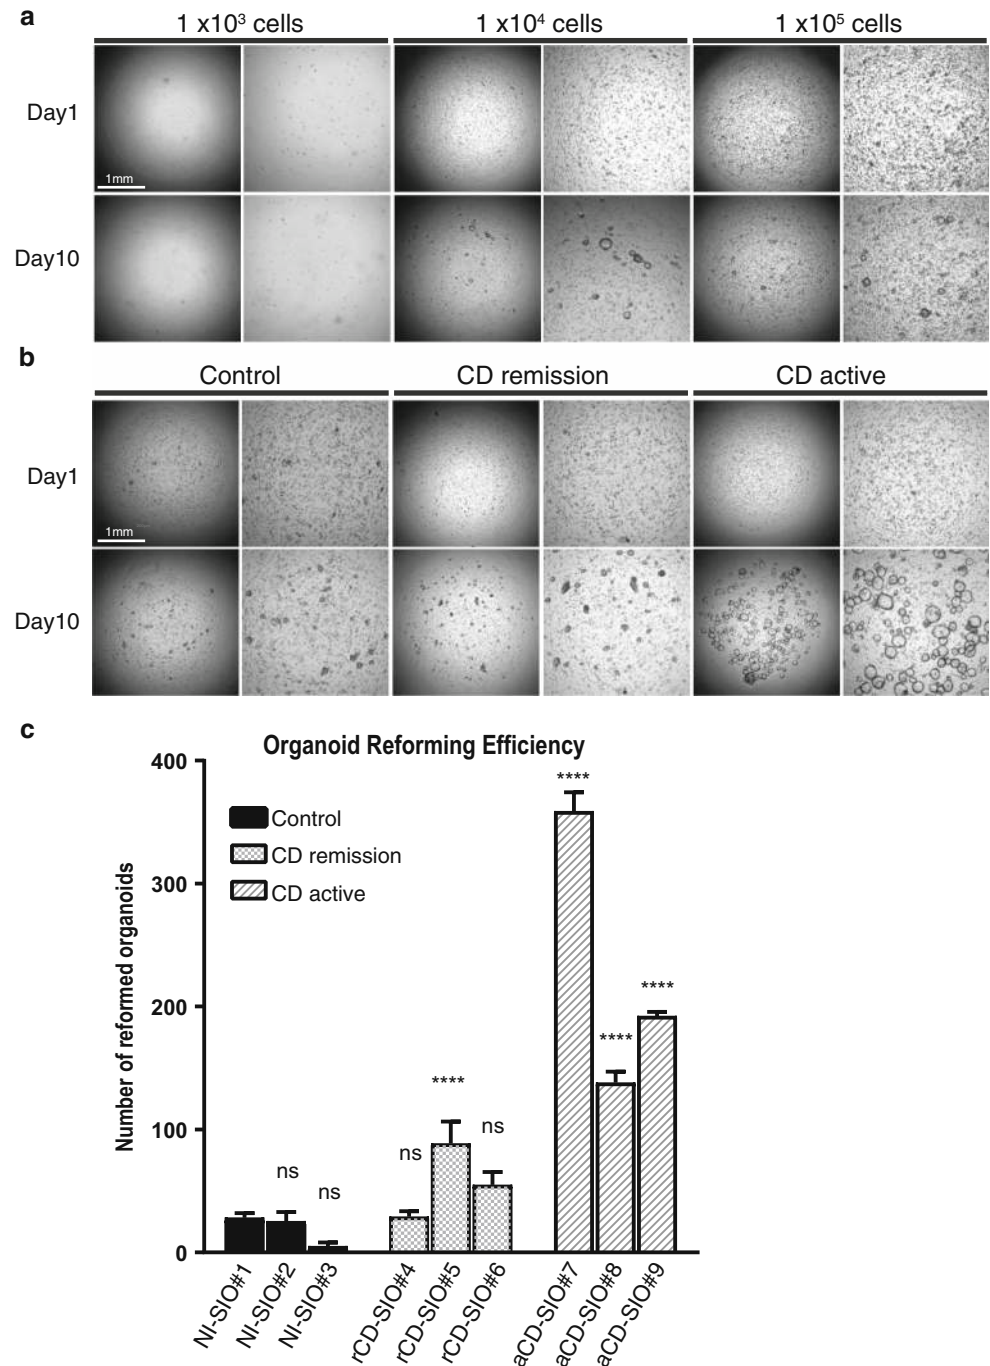 a
1 x10³ cells
1 x10⁴ cells
1 x10⁵ cells
Day1
1mm
Day10
b
Control
CD remission
CD active
Day1
1mm
Day10
c
Organoid Reforming Efficiency
Number of reformed organoids
400
300
200
100
0
Control
CD remission
CD active
ns
ns
ns
****
ns
****
****
****
NI-SIO#1
NI-SIO#2
NI-SIO#3
rCD-SIO#4
rCD-SIO#5
rCD-SIO#6
aCD-SIO#7
aCD-SIO#8
aCD-SIO#9